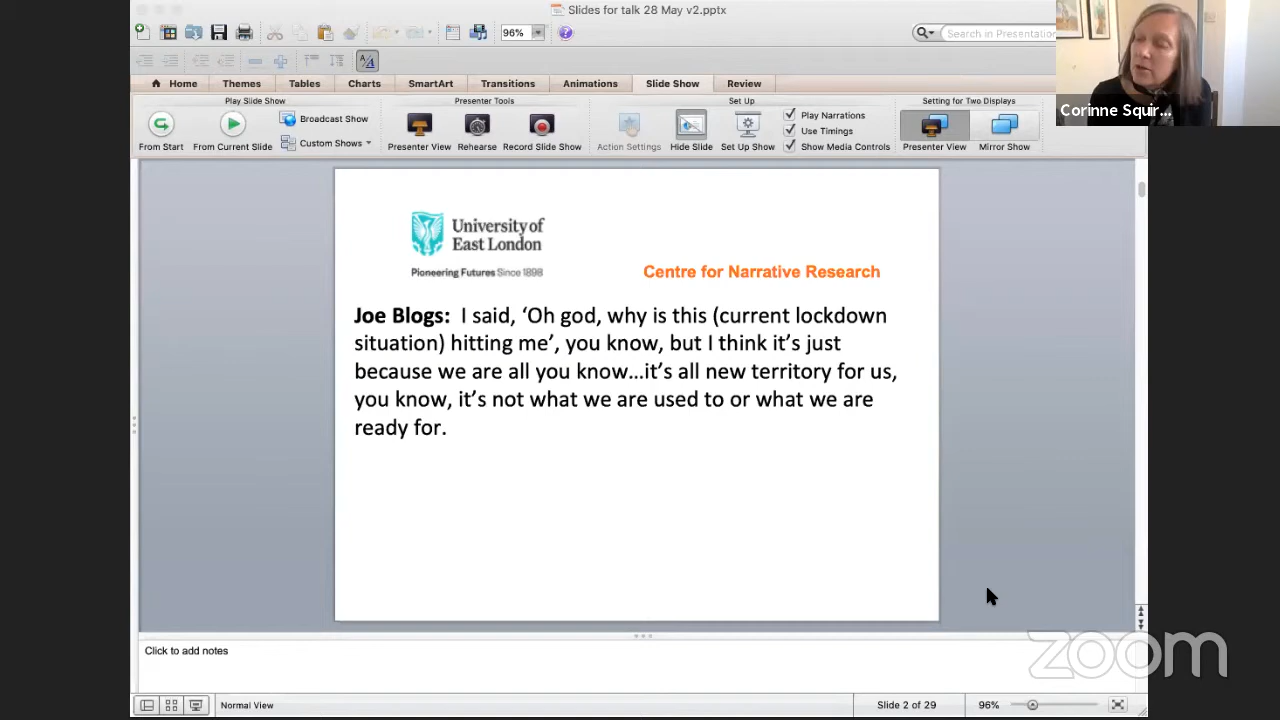 Slides for talk 28 May v2.pptx
96%
Search in Presentation
Home Themes Tables Charts SmartArt Transitions Animations Slide Show Review
Play Slide Show Presenter Tools Set Up Setting for Two Displays
From Start
From Current Slide
Broadcast Show
Custom Shows
Presenter View
Rehearse
Record Slide Show
Action Settings
Hide Slide
Set Up Show
Play Narrations
Use Timings
Show Media Controls
Presenter View
Mirror Show
Corinne Squir...
University of
East London
Pioneering Futures Since 1898
Centre for Narrative Research
Joe Blogs: I said, ‘Oh god, why is this (current lockdown
situation) hitting me’, you know, but I think it’s just
because we are all you know...it’s all new territory for us,
you know, it’s not what we are used to or what we are
ready for.
Click to add notes
zoom
Normal View
Slide 2 of 29
96%